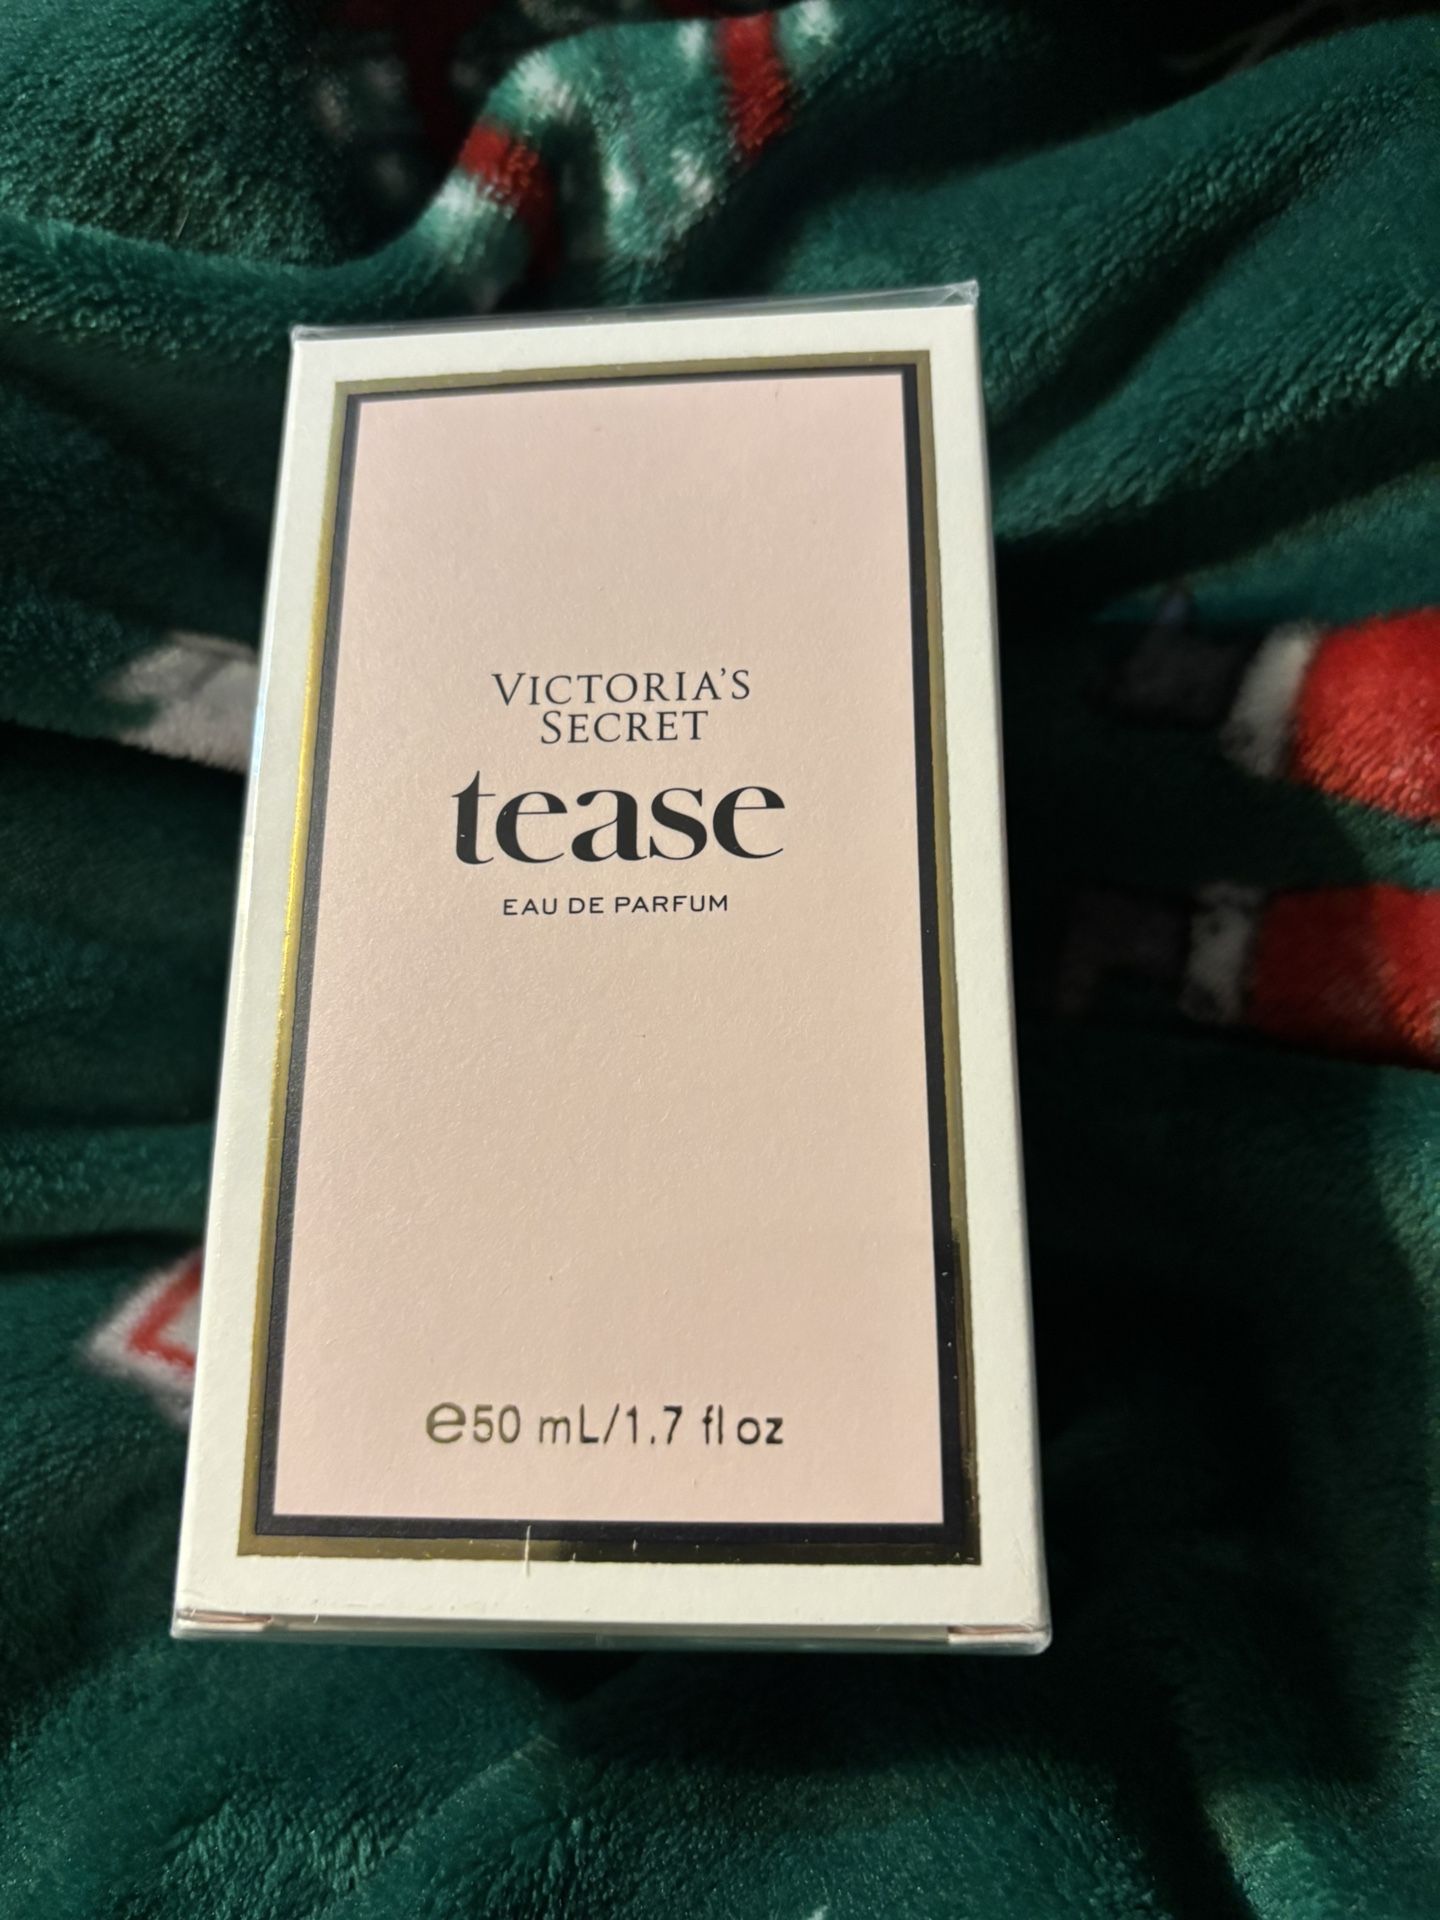 VICTORIA'S
SECRET
tease
EAU DE PARFUM
℮50 mL/1.7 fl oz